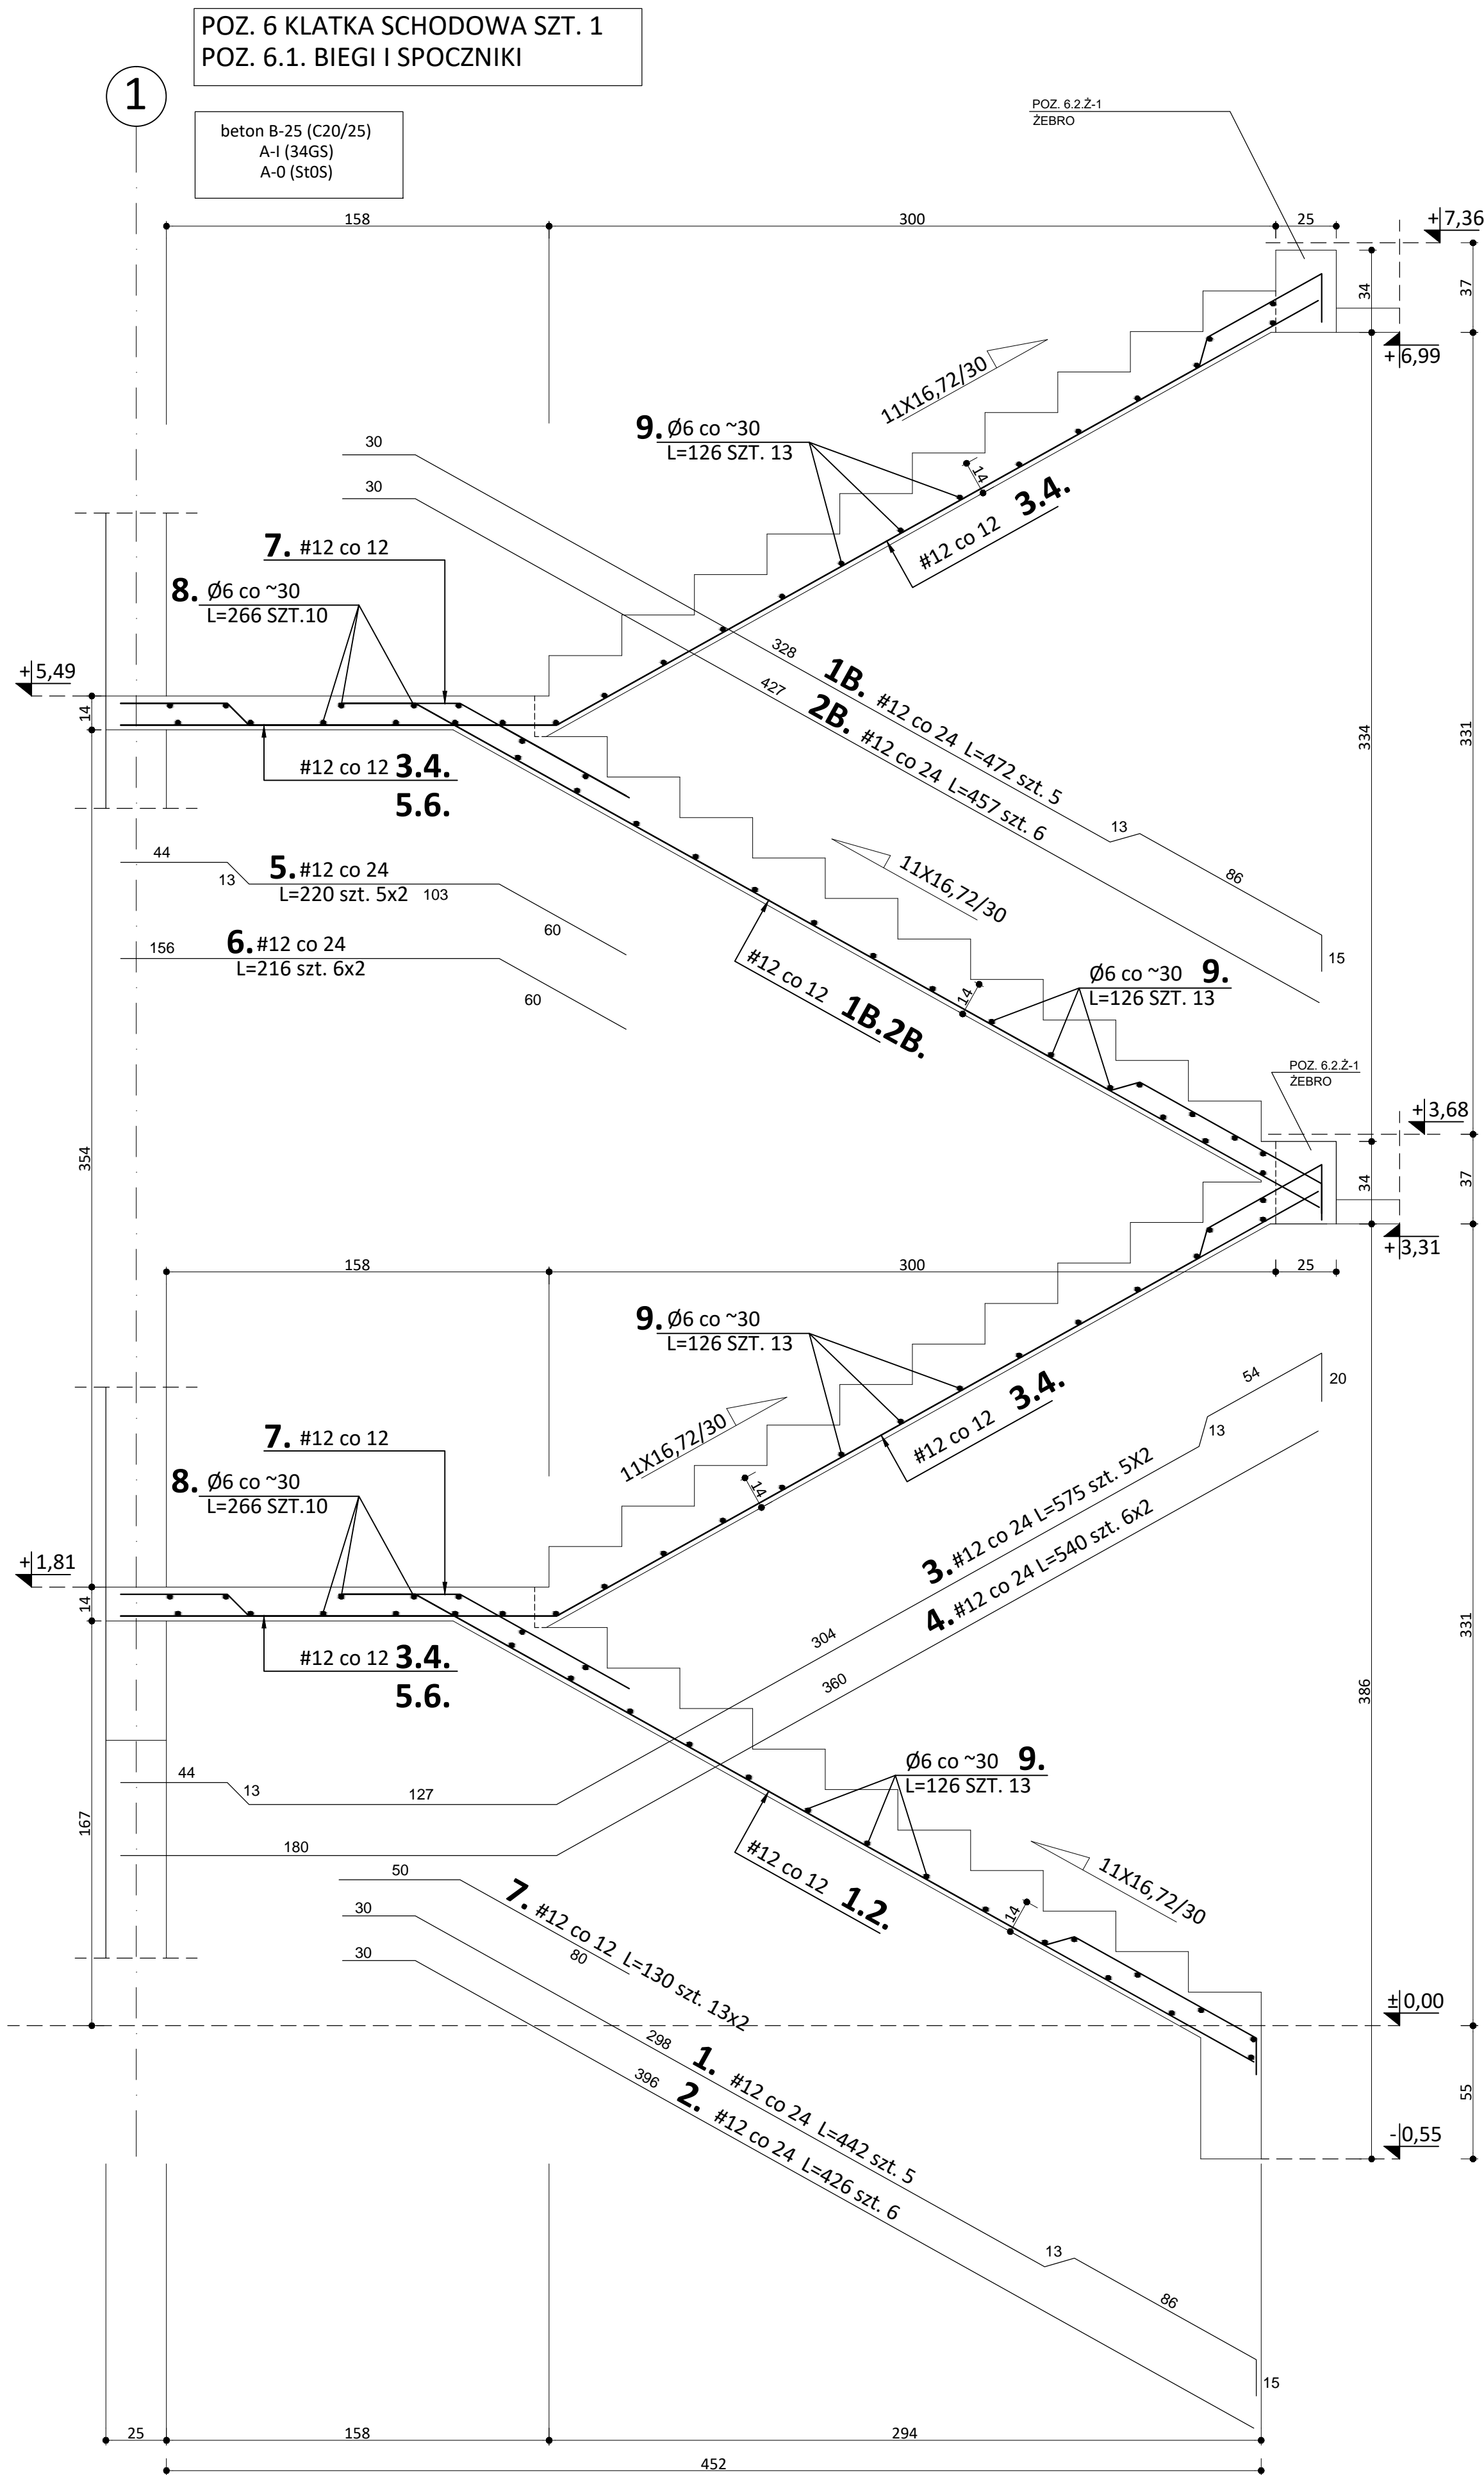 POZ. 6 KLATKA SCHODOWA SZT. 1
POZ. 6.1. BIEGI I SPOCZNIKI
1
beton B-25 (C20/25)
A-I (34GS)
A-0 (St0S)
POZ. 6.2.Ż-1
ŻEBRO
158
300
25
+7,36
34
37
+6,99
11X16,72/30
9. Ø6 co ~30
L=126 SZT. 13
14
#12 co 12 3.4.
30
30
7. #12 co 12
8. Ø6 co ~30
L=266 SZT.10
+5,49
14
#12 co 12 3.4.
5.6.
328
1B. #12 co 24 L=472 szt. 5
427
2B. #12 co 24 L=457 szt. 6
13
86
15
334
331
44
13
5. #12 co 24
L=220 szt. 5x2
103
60
156
6. #12 co 24
L=216 szt. 6x2
60
11X16,72/30
#12 co 12 1B.2B.
14
Ø6 co ~30 9.
L=126 SZT. 13
POZ. 6.2.Ż-1
ŻEBRO
+3,68
354
34
37
+3,31
158
300
25
9. Ø6 co ~30
L=126 SZT. 13
11X16,72/30
14
#12 co 12 3.4.
54
20
13
7. #12 co 12
8. Ø6 co ~30
L=266 SZT.10
+1,81
14
#12 co 12 3.4.
5.6.
3. #12 co 24 L=575 szt. 5X2
304
4. #12 co 24 L=540 szt. 6x2
360
386
331
44
13
127
180
167
Ø6 co ~30 9.
L=126 SZT. 13
#12 co 12 1.2.
11X16,72/30
14
50
7. #12 co 12 L=130 szt. 13x2
80
30
30
±0,00
298
1. #12 co 24 L=442 szt. 5
396
2. #12 co 24 L=426 szt. 6
55
-0,55
13
86
15
25
158
294
452